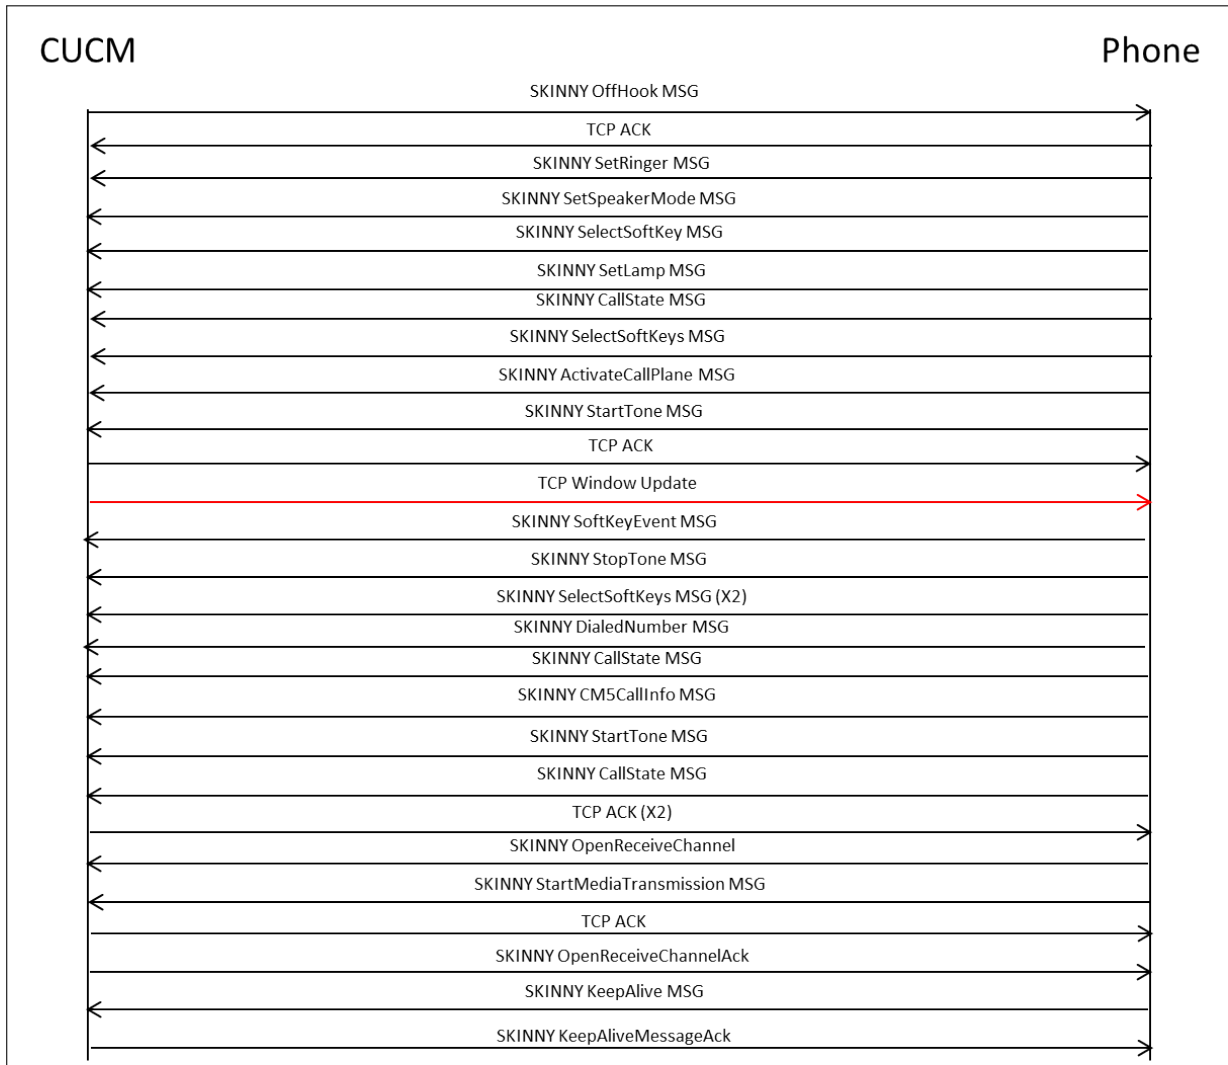 CUCM
Phone
SKINNY OffHook MSG
TCP ACK
SKINNY SetRinger MSG
SKINNY SetSpeakerMode MSG
SKINNY SelectSoftKey MSG
SKINNY SetLamp MSG
SKINNY CallState MSG
SKINNY SelectSoftKeys MSG
SKINNY ActivateCallPlane MSG
SKINNY StartTone MSG
TCP ACK
TCP Window Update
SKINNY SoftKeyEvent MSG
SKINNY StopTone MSG
SKINNY SelectSoftKeys MSG (X2)
SKINNY DialedNumber MSG
SKINNY CallState MSG
SKINNY CM5CallInfo MSG
SKINNY StartTone MSG
SKINNY CallState MSG
TCP ACK (X2)
SKINNY OpenReceiveChannel
SKINNY StartMediaTransmission MSG
TCP ACK
SKINNY OpenReceiveChannelAck
SKINNY KeepAlive MSG
SKINNY KeepAliveMessageAck